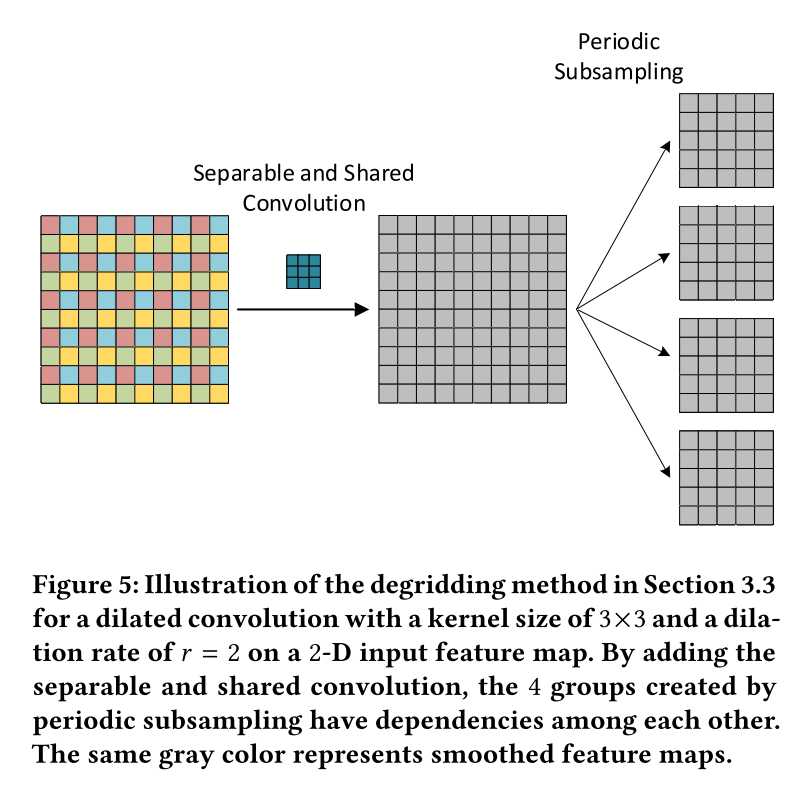 Periodic
Subsampling
Separable and Shared
Convolution
Figure 5: Illustration of the degridding method in Section 3.3
for a dilated convolution with a kernel size of 3×3 and a dila-
tion rate of r = 2 on a 2-D input feature map. By adding the
separable and shared convolution, the 4 groups created by
periodic subsampling have dependencies among each other.
The same gray color represents smoothed feature maps.